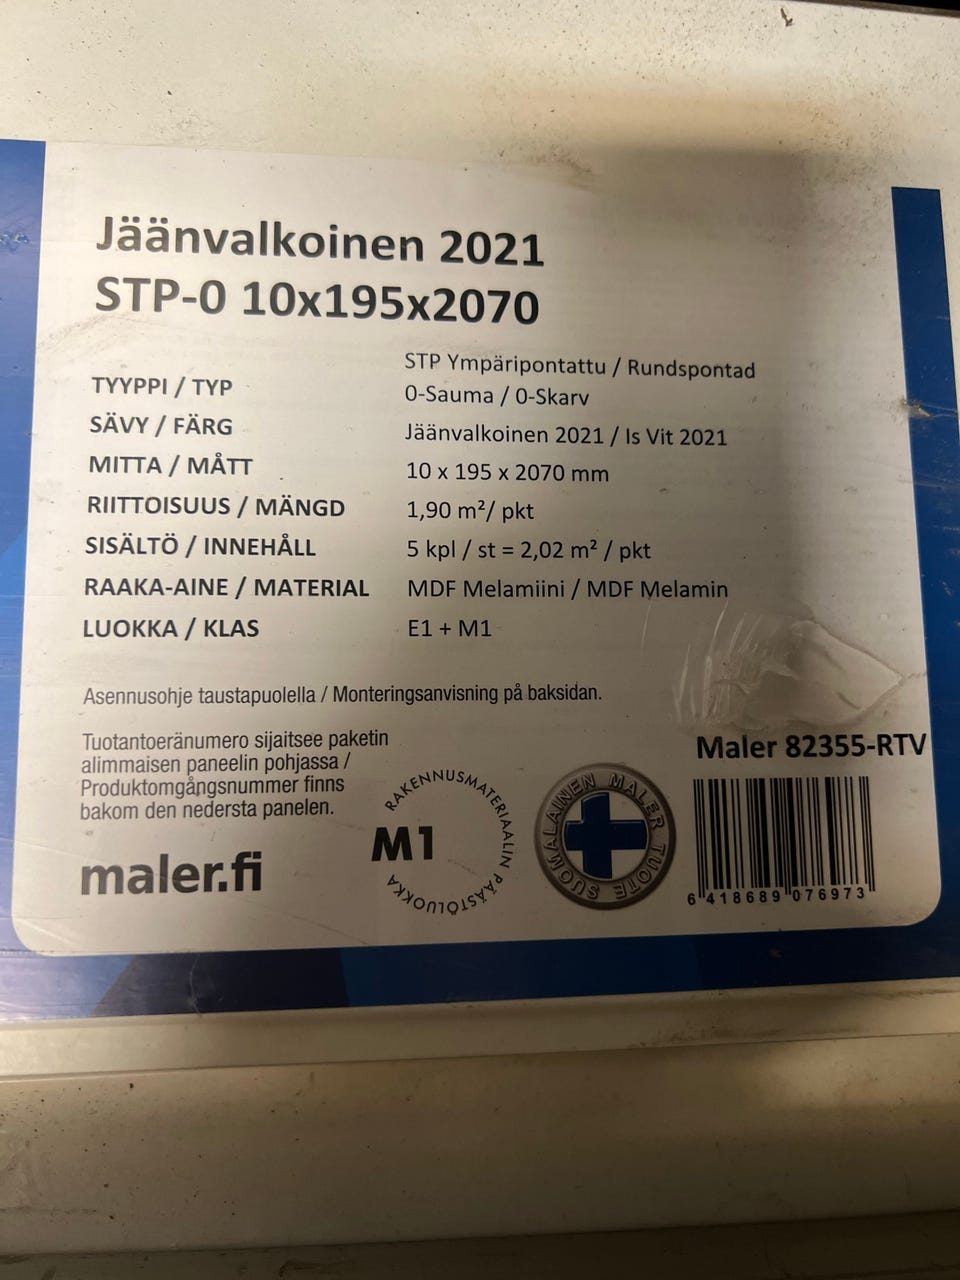 Jäänvalkoinen 2021
STP-0 10x195x2070
TYYPPI / TYP STP Ympäripontattu / Rundspontad
0-Sauma / 0-Skarv
SÄVY / FÄRG Jäänvalkoinen 2021 / Is Vit 2021
MITTA / MÅTT 10 x 195 x 2070 mm
RIITTOISUUS / MÄNGD 1,90 m²/ pkt
SISÄLTÖ / INNEHÅLL 5 kpl / st = 2,02 m² / pkt
RAAKA-AINE / MATERIAL MDF Melamiini / MDF Melamin
LUOKKA / KLAS E1 + M1
Asennusohje taustapuolella / Monteringsanvisning på baksidan.
Tuotantoeränumero sijaitsee paketin
alimmaisen paneelin pohjassa /
Produktomgångsnummer finns
bakom den nedersta panelen.
maler.fi
RAKENNUSMATERIAALIN PÄÄSTÖLUOKKA
M1
SUOMALAINEN MALER TUOTE
Maler 82355-RTV
6 418689 076973